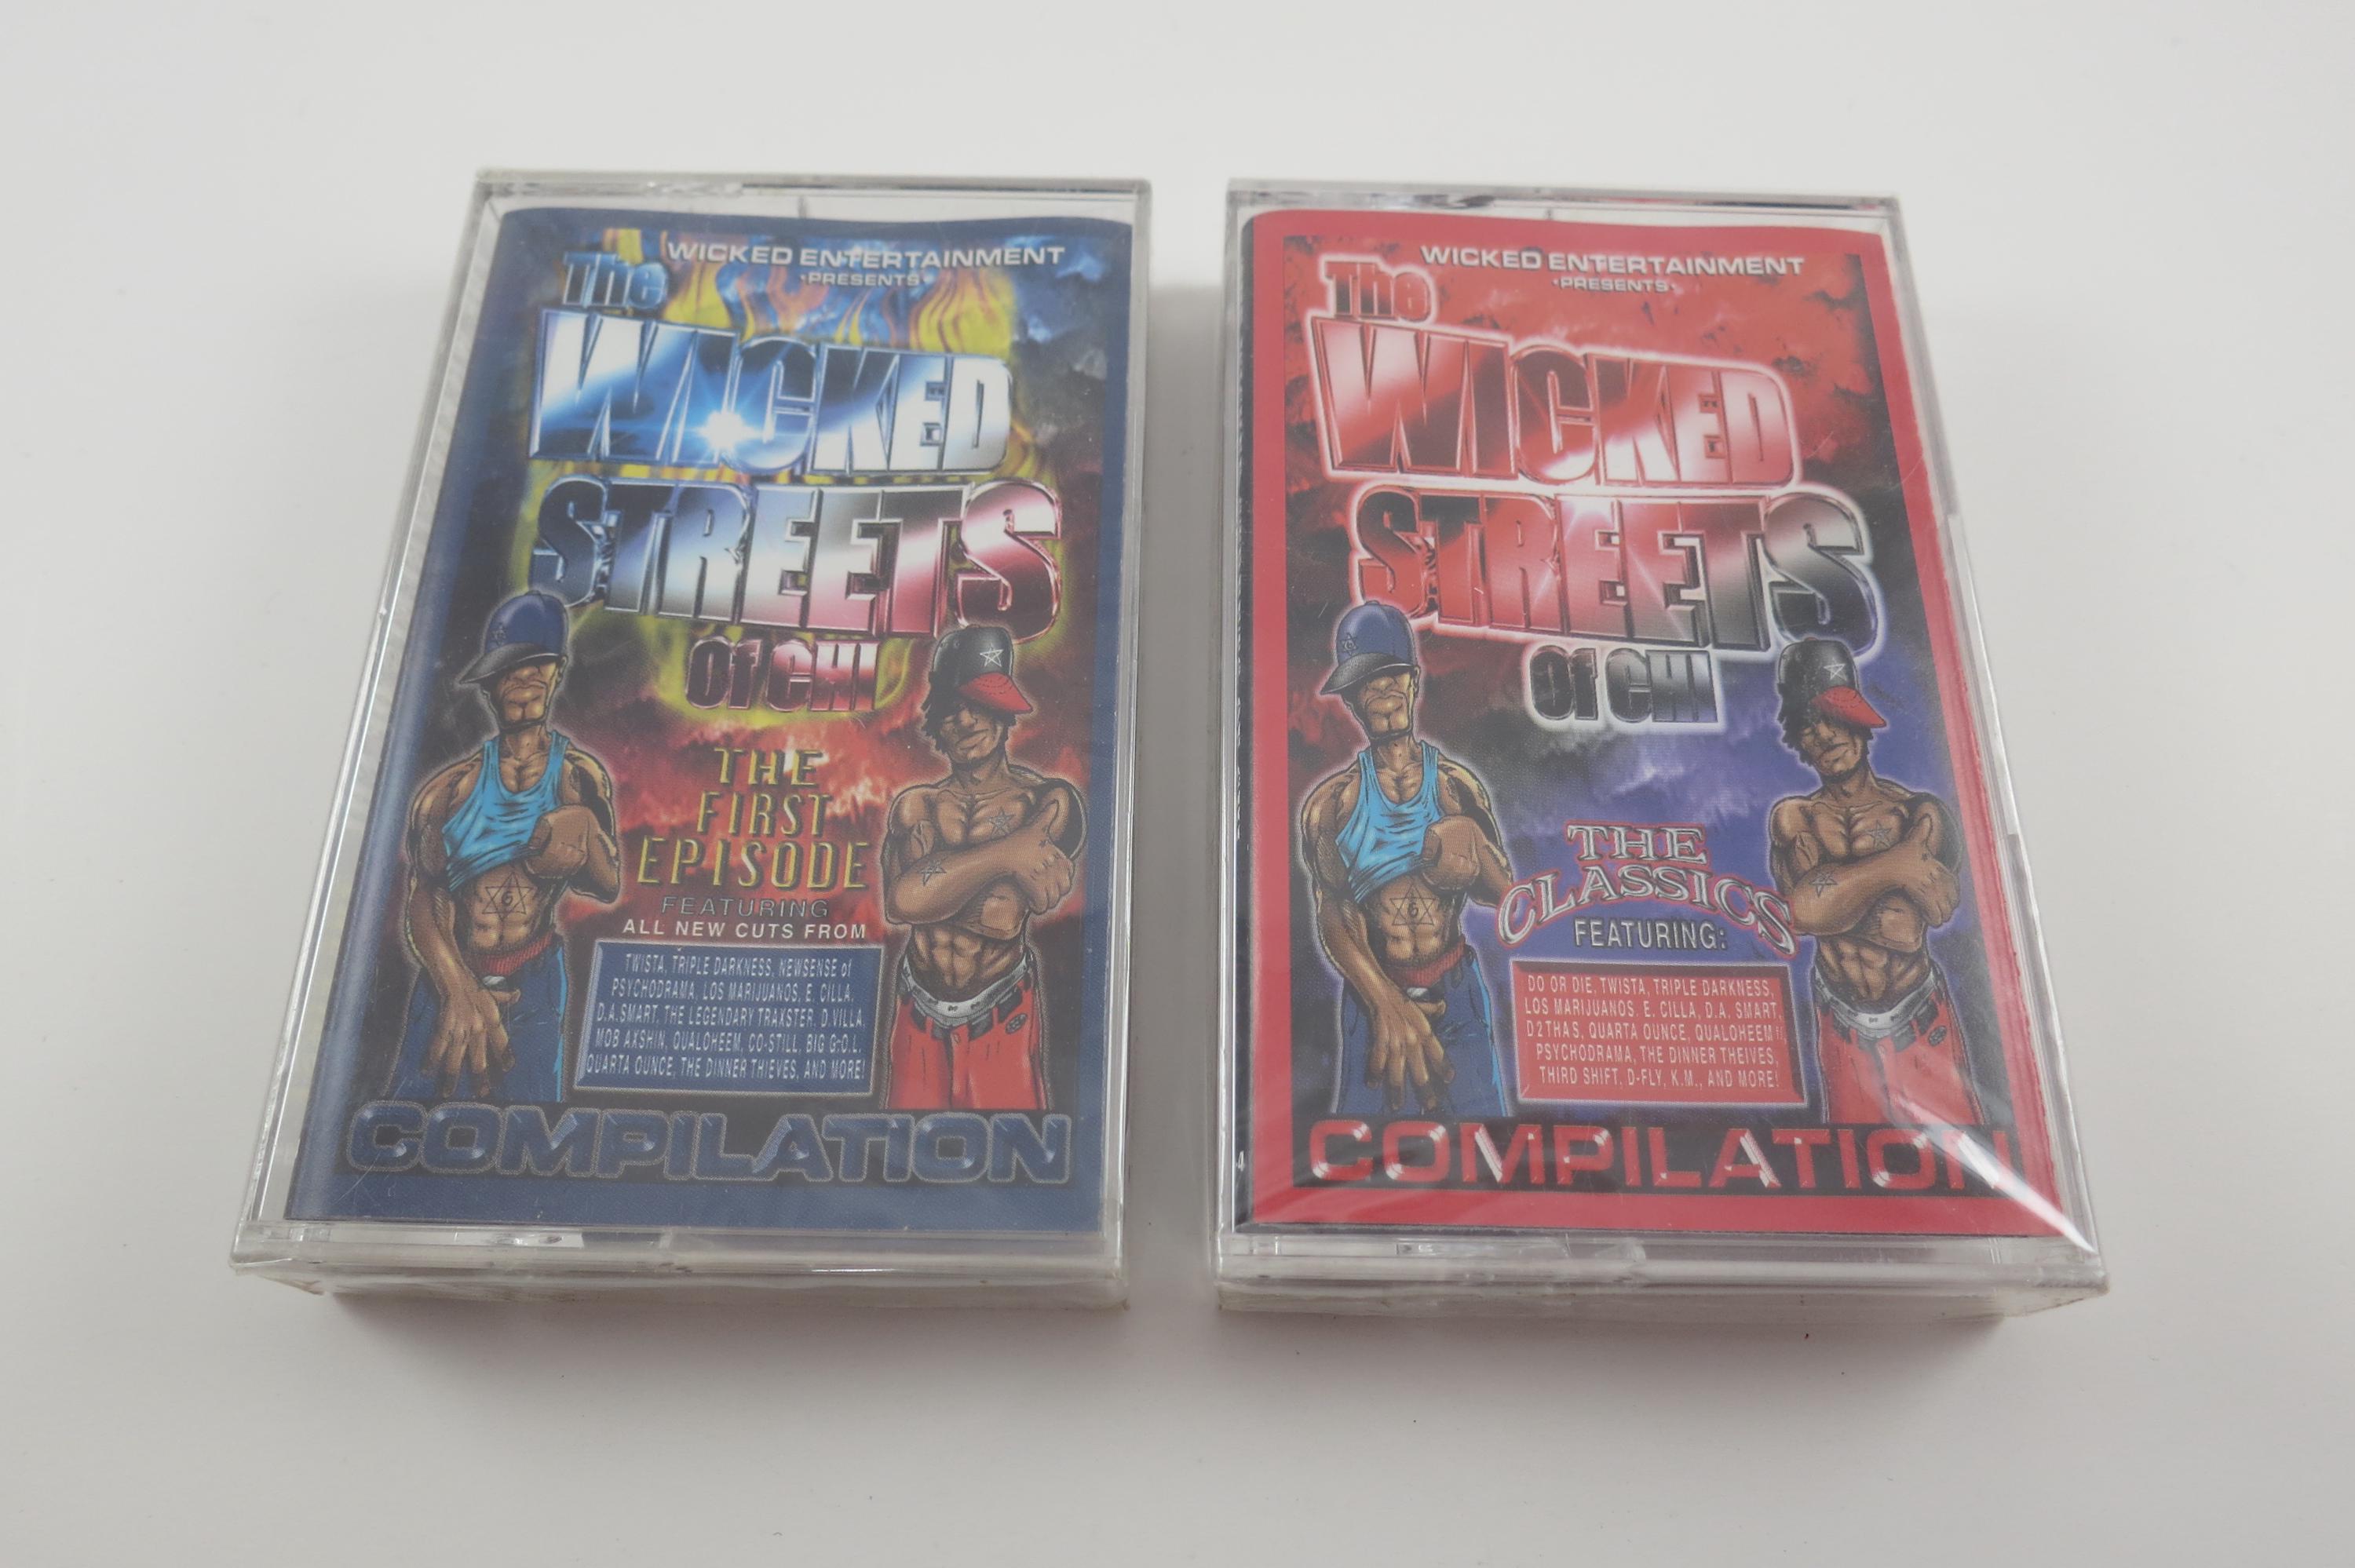 WICKED ENTERTAINMENT
·PRESENTS·
The
WICKED
STREETS
Of CHI
THE
FIRST
EPISODE
FEATURING
ALL NEW CUTS FROM
TWISTA, TRIPLE DARKNESS, NEWSENSE of
PSYCHODRAMA, LOS MARIJUANOS, E. CILLA,
D.A.SMART, THE LEGENDARY TRAXSTER, D.VILLA,
MOB AXSHIN, QUALOHEEM, CO-STILL, BIG G.O.L.
QUARTA OUNCE, THE DINNER THIEVES, AND MORE!
COMPILATION
WICKED ENTERTAINMENT
·PRESENTS·
The
WICKED
STREETS
Of CHI
THE
CLASSICS
FEATURING:
DO OR DIE, TWISTA, TRIPLE DARKNESS,
LOS MARIJUANOS, E. CILLA, D.A. SMART,
D2THAS, QUARTA OUNCE, QUALOHEEM
PSYCHODRAMA, THE DINNER THEIVES,
THIRD SHIFT, D-FLY, K.M., AND MORE!
COMPILATION